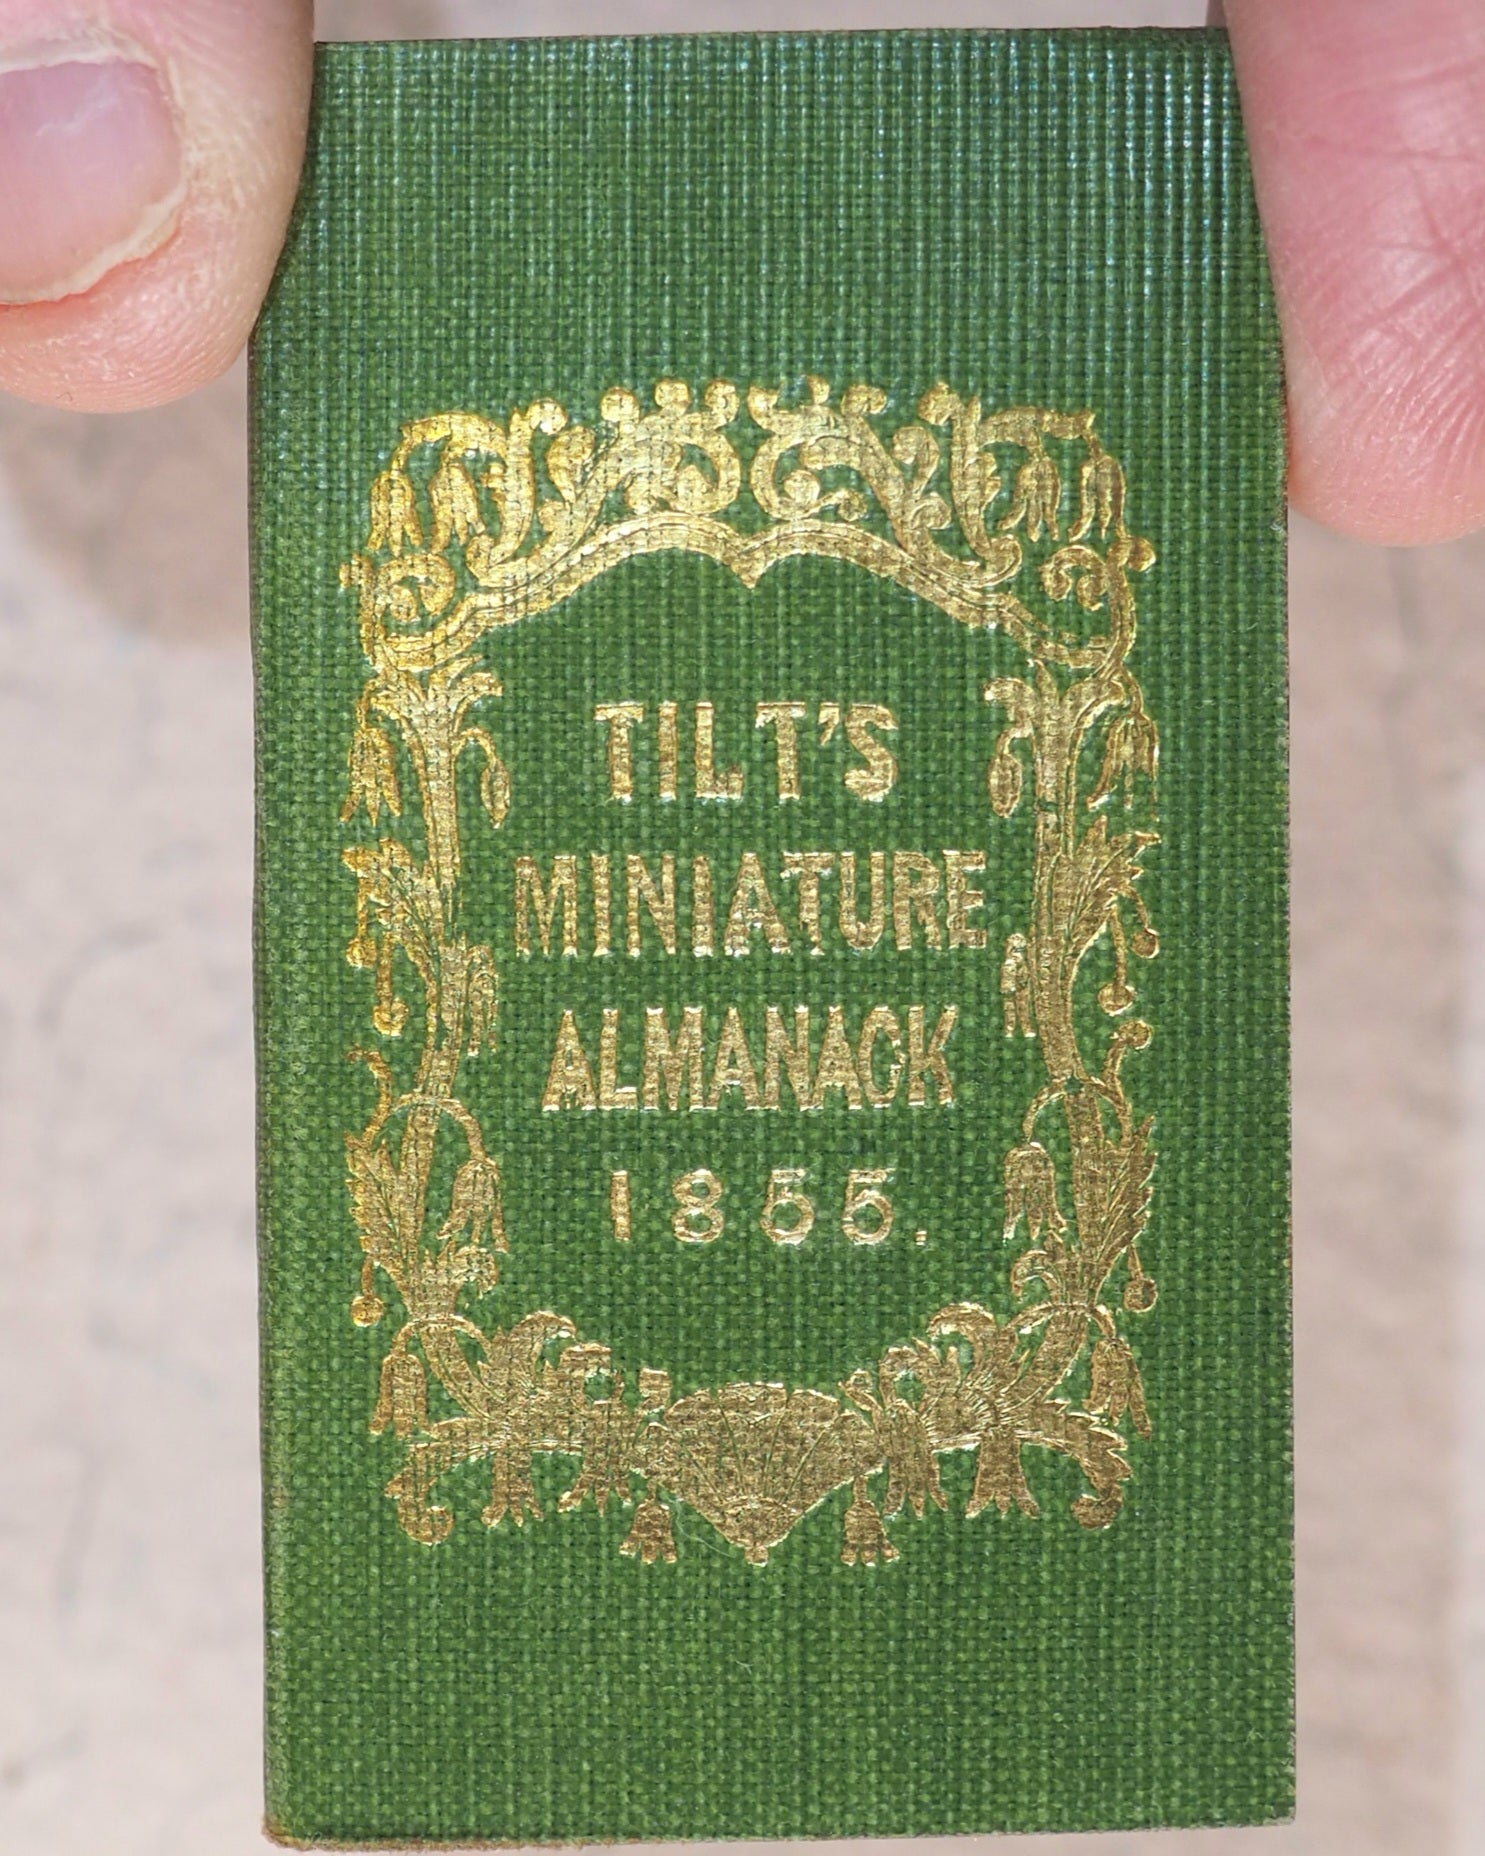 TILT'S
MINIATURE
ALMANACK
1855.